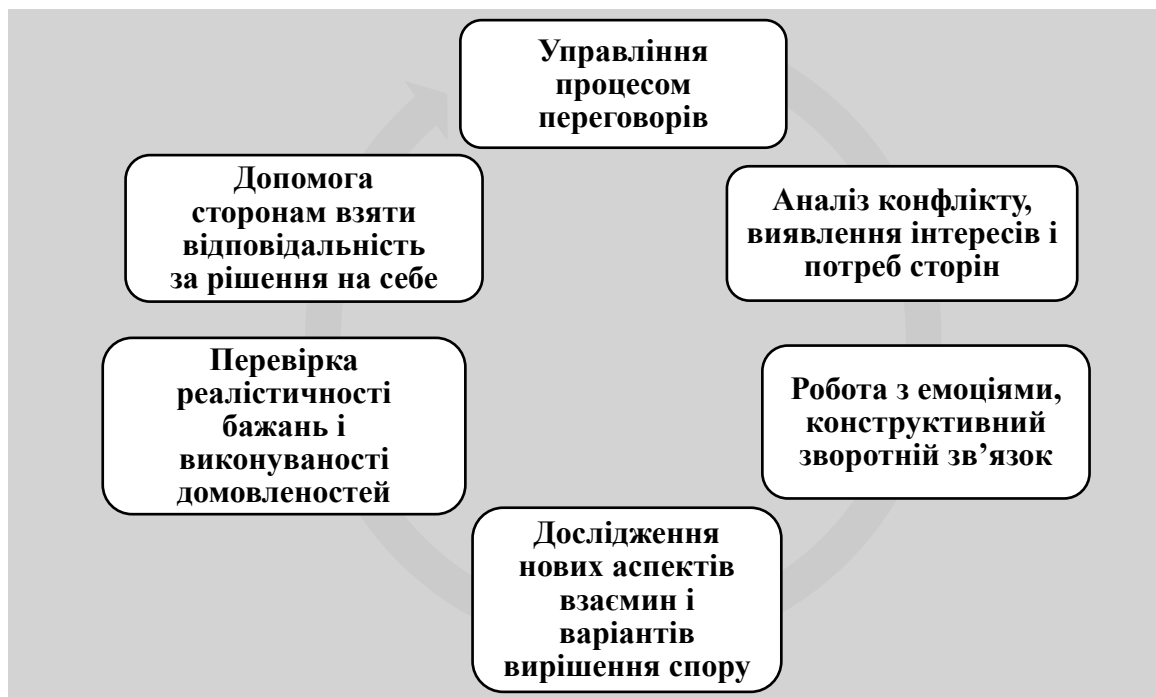 Управління
процесом
переговорів
Аналіз конфлікту,
виявлення інтересів і
потреб сторін
Робота з емоціями,
конструктивний
зворотній зв’язок
Дослідження
нових аспектів
взаємин і
варіантів
вирішення спору
Перевірка
реалістичності
бажань і
виконуваності
домовленостей
Допомога
сторонам взяти
відповідальність
за рішення на себе